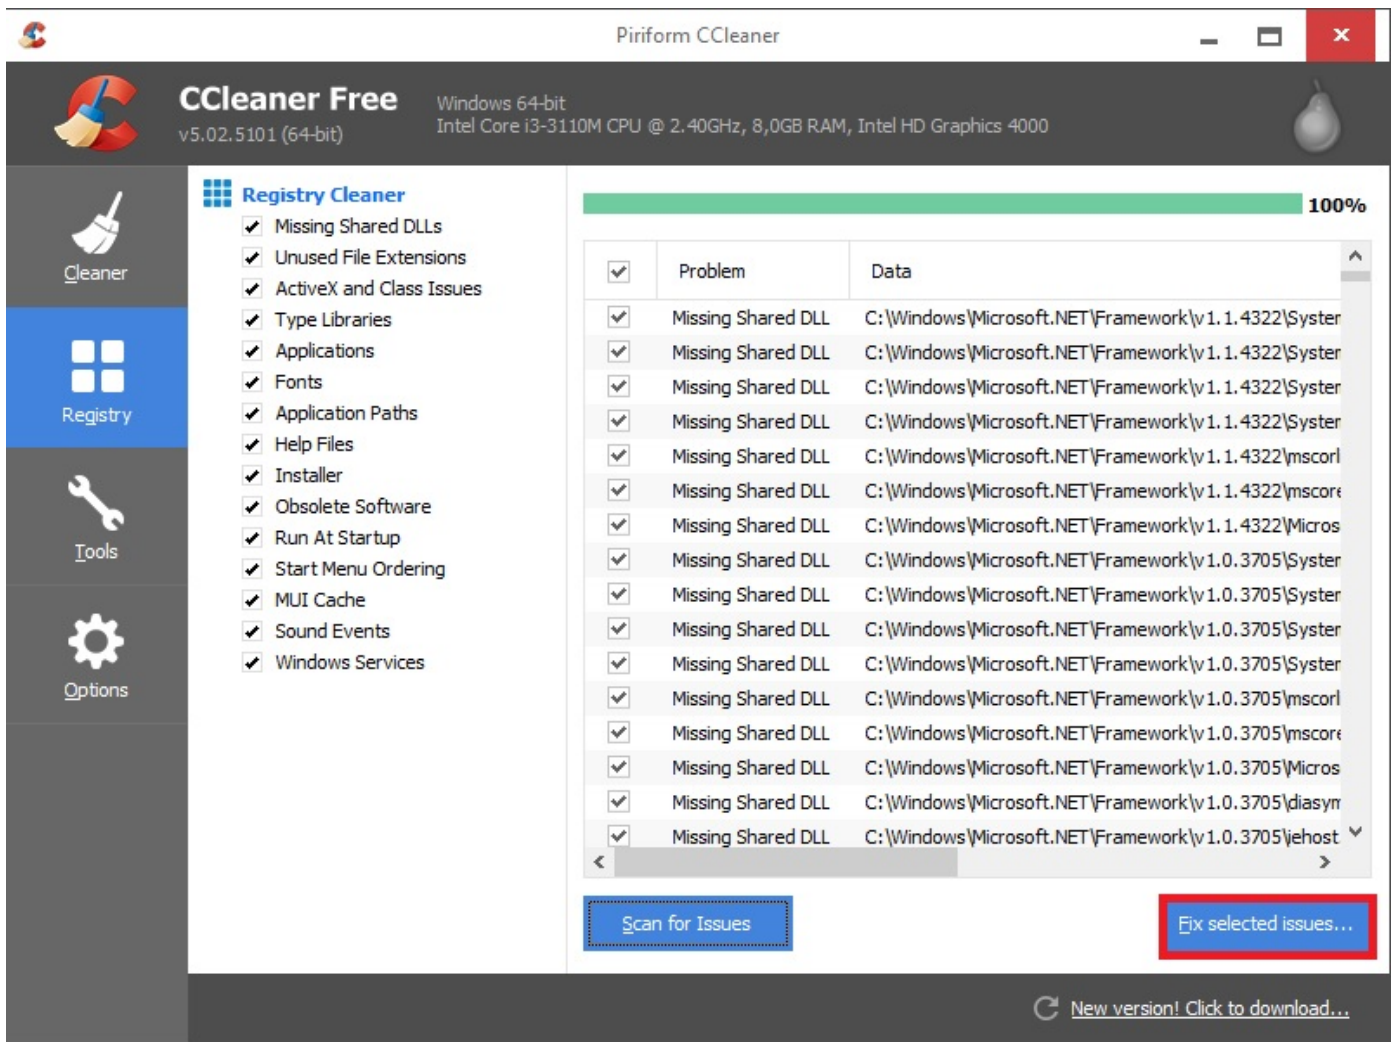 Piriform CCleaner
CCleaner Free
v5.02.5101 (64-bit)
Windows 64-bit
Intel Core i3-3110M CPU @ 2.40GHz, 8,0GB RAM, Intel HD Graphics 4000
Cleaner
Registry
Tools
Options
Registry Cleaner
Missing Shared DLLs
Unused File Extensions
ActiveX and Class Issues
Type Libraries
Applications
Fonts
Application Paths
Help Files
Installer
Obsolete Software
Run At Startup
Start Menu Ordering
MUI Cache
Sound Events
Windows Services
100%
Problem Data
Missing Shared DLL C:\Windows\Microsoft.NET\Framework\v1.1.4322\System
Missing Shared DLL C:\Windows\Microsoft.NET\Framework\v1.1.4322\System
Missing Shared DLL C:\Windows\Microsoft.NET\Framework\v1.1.4322\System
Missing Shared DLL C:\Windows\Microsoft.NET\Framework\v1.1.4322\System
Missing Shared DLL C:\Windows\Microsoft.NET\Framework\v1.1.4322\mscorl
Missing Shared DLL C:\Windows\Microsoft.NET\Framework\v1.1.4322\mscore
Missing Shared DLL C:\Windows\Microsoft.NET\Framework\v1.1.4322\Micros
Missing Shared DLL C:\Windows\Microsoft.NET\Framework\v1.0.3705\System
Missing Shared DLL C:\Windows\Microsoft.NET\Framework\v1.0.3705\System
Missing Shared DLL C:\Windows\Microsoft.NET\Framework\v1.0.3705\System
Missing Shared DLL C:\Windows\Microsoft.NET\Framework\v1.0.3705\System
Missing Shared DLL C:\Windows\Microsoft.NET\Framework\v1.0.3705\mscorl
Missing Shared DLL C:\Windows\Microsoft.NET\Framework\v1.0.3705\mscore
Missing Shared DLL C:\Windows\Microsoft.NET\Framework\v1.0.3705\Micros
Missing Shared DLL C:\Windows\Microsoft.NET\Framework\v1.0.3705\diasym
Missing Shared DLL C:\Windows\Microsoft.NET\Framework\v1.0.3705\iehost.
Scan for Issues
Fix selected issues...
New version! Click to download...